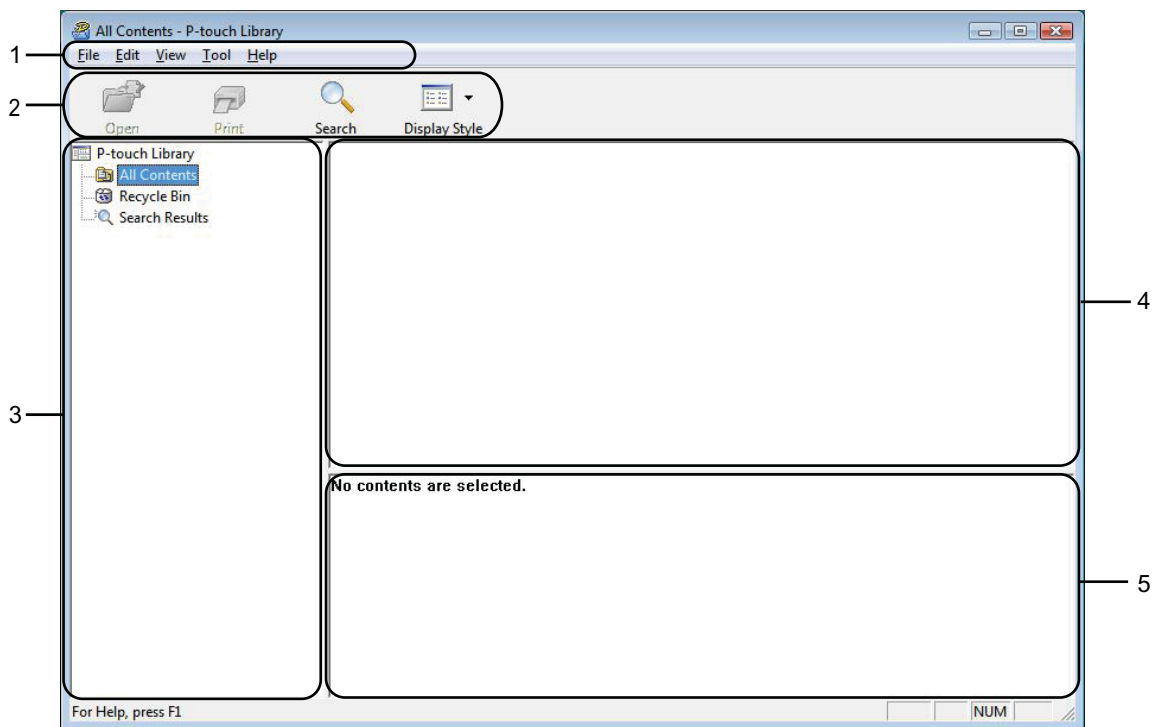 All Contents - P-touch Library
1
File Edit View Tool Help
2
Open Print Search Display Style
P-touch Library
All Contents
Recycle Bin
Search Results
4
3
No contents are selected.
5
For Help, press F1 NUM